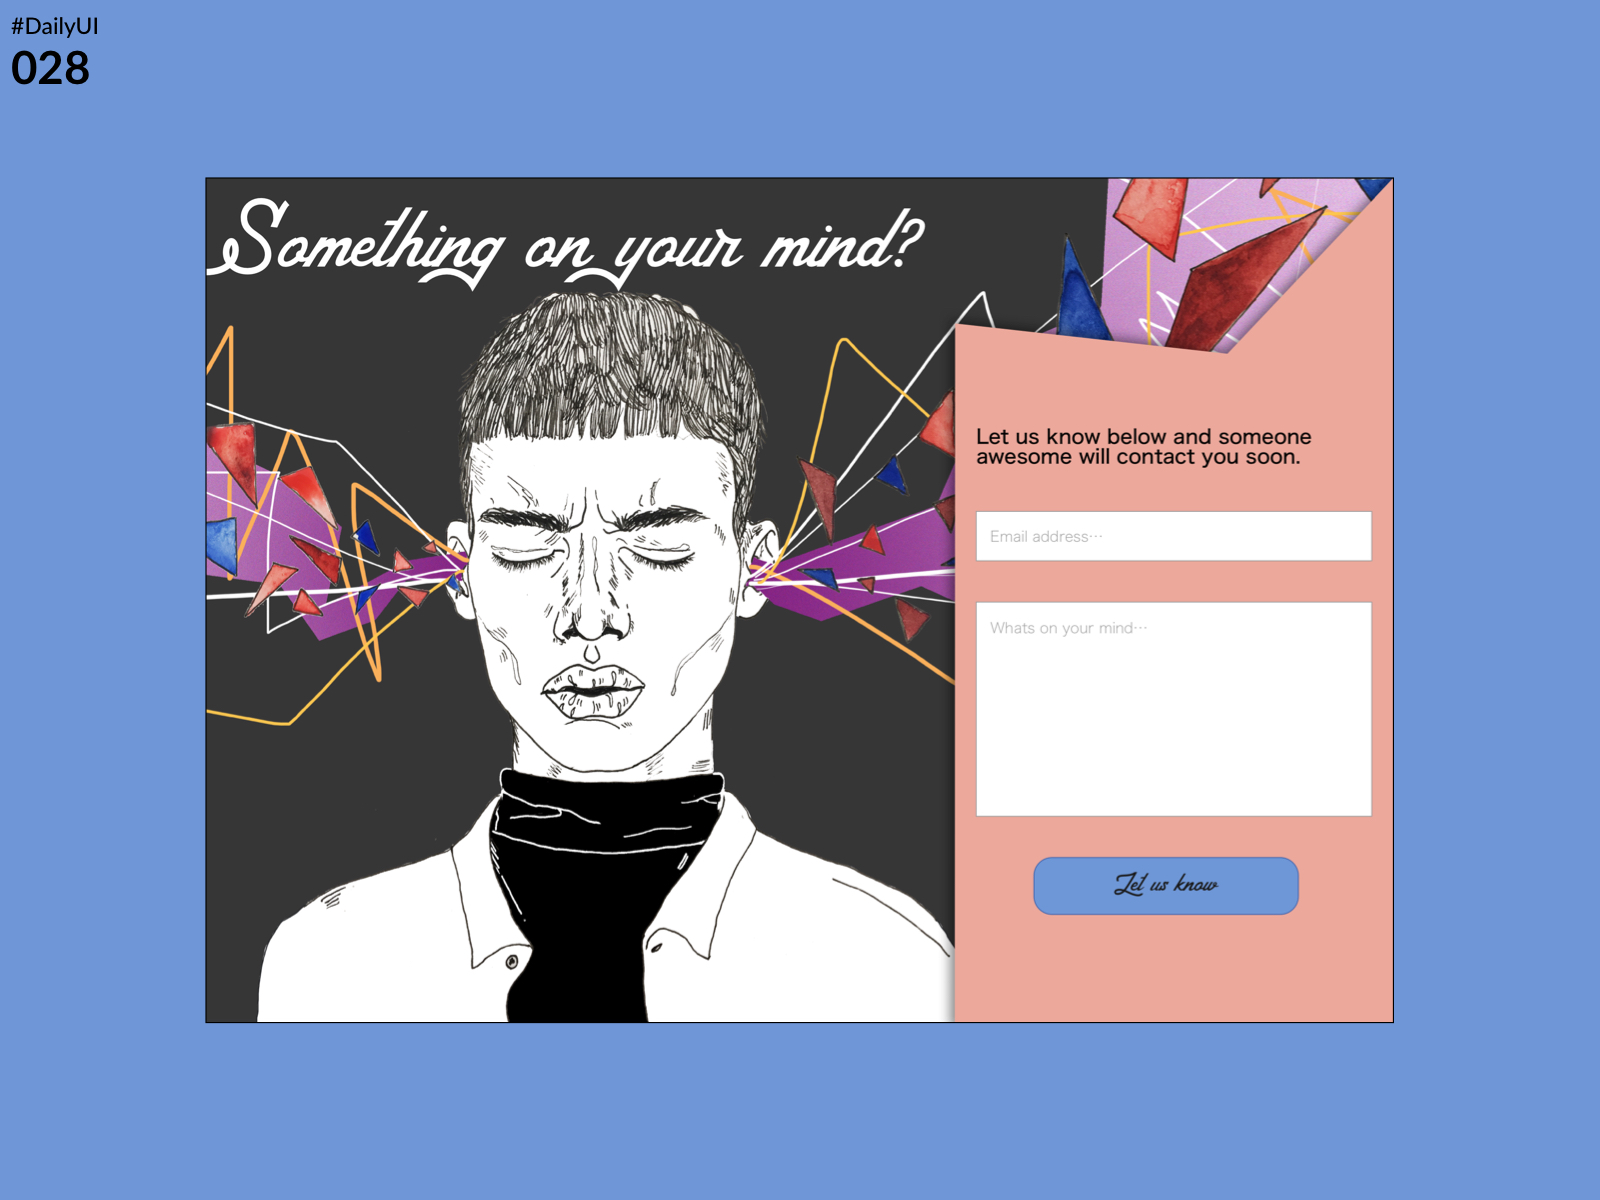 #DailyUI
028
Something on your mind?
Let us know below and someone
awesome will contact you soon.
Email address···
Whats on your mind···
Let us know